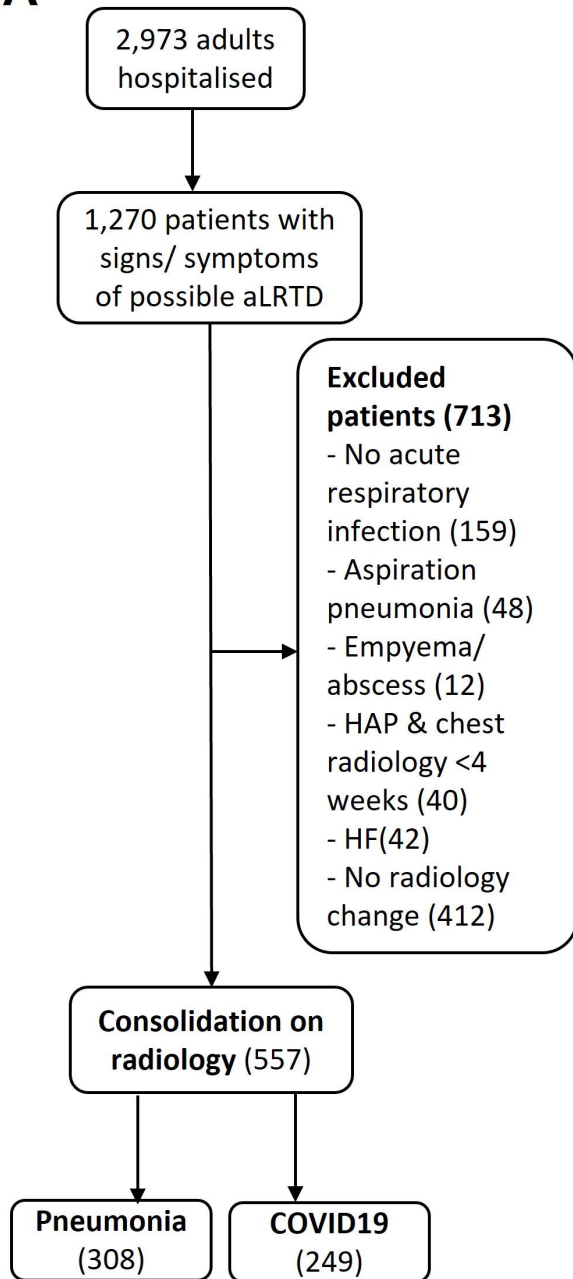 A
2,973 adults
hospitalised
1,270 patients with
signs/ symptoms
of possible aLRTD
Excluded
patients (713)
- No acute
respiratory
infection (159)
- Aspiration
pneumonia (48)
- Empyema/
abscess (12)
- HAP & chest
radiology <4
weeks (40)
- HF(42)
- No radiology
change (412)
Consolidation on
radiology (557)
Pneumonia
(308)
COVID19
(249)